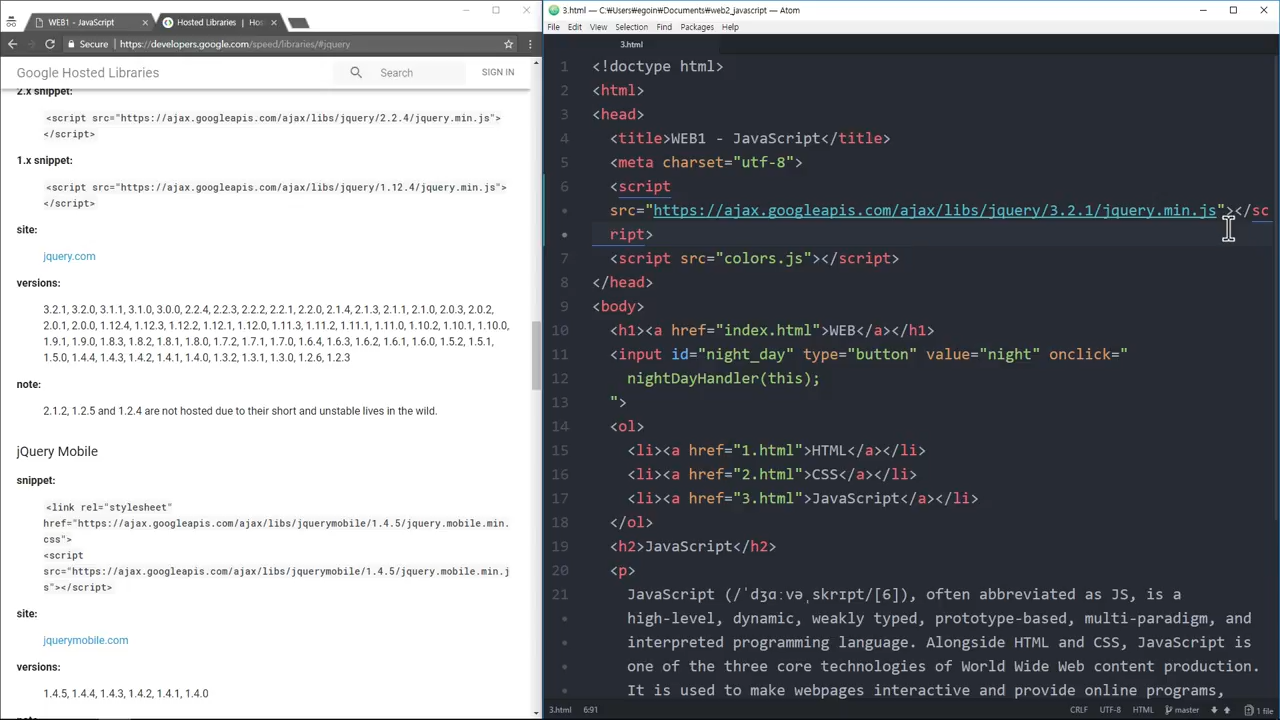 WEB1 - JavaScript
Hosted Libraries | Hos
Secure
https://developers.google.com/speed/libraries/#jquery
Google Hosted Libraries
Search
SIGN IN
2.x snippet:
<script src="https://ajax.googleapis.com/ajax/libs/jquery/2.2.4/jquery.min.js">
</script>
1.x snippet:
<script src="https://ajax.googleapis.com/ajax/libs/jquery/1.12.4/jquery.min.js">
</script>
site:
jquery.com
versions:
3.2.1, 3.2.0, 3.1.1, 3.1.0, 3.0.0, 2.2.4, 2.2.3, 2.2.2, 2.2.1, 2.2.0, 2.1.4, 2.1.3, 2.1.1, 2.1.0, 2.0.3, 2.0.2,
2.0.1, 2.0.0, 1.12.4, 1.12.3, 1.12.2, 1.12.1, 1.12.0, 1.11.3, 1.11.2, 1.11.1, 1.11.0, 1.10.2, 1.10.1, 1.10.0,
1.9.1, 1.9.0, 1.8.3, 1.8.2, 1.8.1, 1.8.0, 1.7.2, 1.7.1, 1.7.0, 1.6.4, 1.6.3, 1.6.2, 1.6.1, 1.6.0, 1.5.2, 1.5.1,
1.5.0, 1.4.4, 1.4.3, 1.4.2, 1.4.1, 1.4.0, 1.3.2, 1.3.1, 1.3.0, 1.2.6, 1.2.3
note:
2.1.2, 1.2.5 and 1.2.4 are not hosted due to their short and unstable lives in the wild.
jQuery Mobile
snippet:
<link rel="stylesheet"
href="https://ajax.googleapis.com/ajax/libs/jquerymobile/1.4.5/jquery.mobile.min.
css">
<script
src="https://ajax.googleapis.com/ajax/libs/jquerymobile/1.4.5/jquery.mobile.min.j
s"></script>
site:
jquerymobile.com
versions:
1.4.5, 1.4.4, 1.4.3, 1.4.2, 1.4.1, 1.4.0
3.html — C:₩Users₩egoin₩Documents₩web2_javascript — Atom
File Edit View Selection Find Packages Help
3.html
1 <!doctype html>
2 <html>
3 <head>
4 <title>WEB1 - JavaScript</title>
5 <meta charset="utf-8">
6 <script
src="https://ajax.googleapis.com/ajax/libs/jquery/3.2.1/jquery.min.js"></sc
ript>
7 <script src="colors.js"></script>
8 </head>
9 <body>
10 <h1><a href="index.html">WEB</a></h1>
11 <input id="night_day" type="button" value="night" onclick="
12 nightDayHandler(this);
13 ">
14 <ol>
15 <li><a href="1.html">HTML</a></li>
16 <li><a href="2.html">CSS</a></li>
17 <li><a href="3.html">JavaScript</a></li>
18 </ol>
19 <h2>JavaScript</h2>
20 <p>
21 JavaScript (/ˈdʒɑːvəˌskrɪpt/[6]), often abbreviated as JS, is a
high-level, dynamic, weakly typed, prototype-based, multi-paradigm, and
interpreted programming language. Alongside HTML and CSS, JavaScript is
one of the three core technologies of World Wide Web content production.
It is used to make webpages interactive and provide online programs,
3.html 6:91 CRLF UTF-8 HTML master 1 file